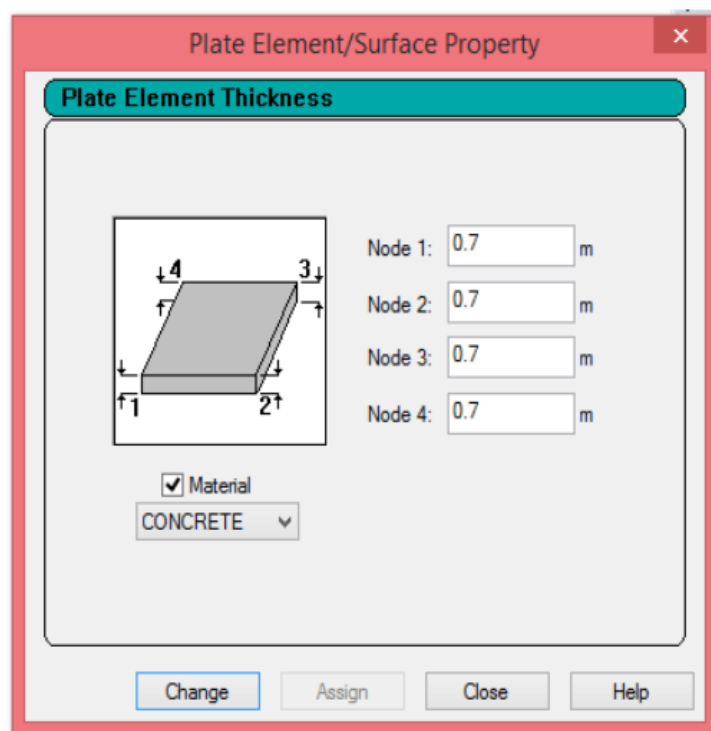 Plate Element/Surface Property
×
Plate Element Thickness
4 3
1 2
Node 1: 0.7 m
Node 2: 0.7 m
Node 3: 0.7 m
Node 4: 0.7 m
Material
CONCRETE
Change Assign Close Help